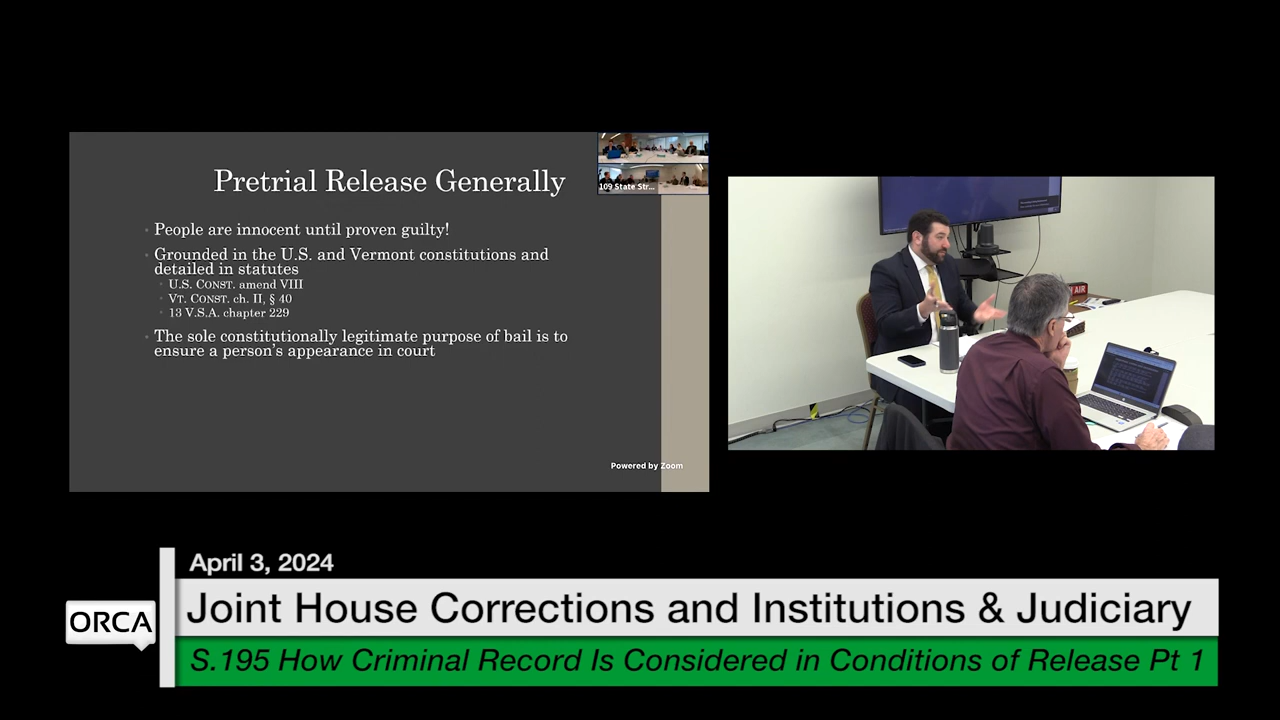 Pretrial Release Generally
109 State Str...
People are innocent until proven guilty!
Grounded in the U.S. and Vermont constitutions and
detailed in statutes
U.S. CONST. amend VIII
VT. CONST. ch. II, § 40
13 V.S.A. chapter 229
The sole constitutionally legitimate purpose of bail is to
ensure a person's appearance in court
Powered by Zoom
AIR
April 3, 2024
ORCA
Joint House Corrections and Institutions & Judiciary
S.195 How Criminal Record Is Considered in Conditions of Release Pt 1